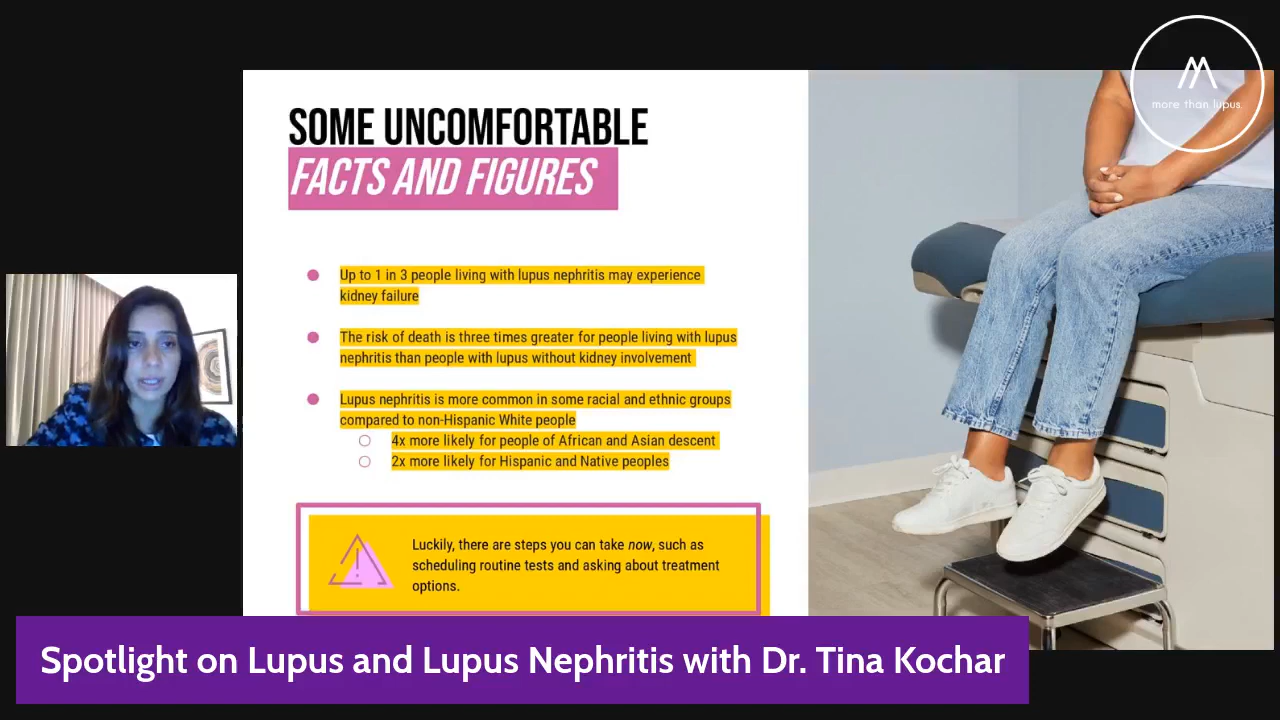 more than lupus
SOME UNCOMFORTABLE
FACTS AND FIGURES
Up to 1 in 3 people living with lupus nephritis may experience
kidney failure
The risk of death is three times greater for people living with lupus
nephritis than people with lupus without kidney involvement
Lupus nephritis is more common in some racial and ethnic groups
compared to non-Hispanic White people
4x more likely for people of African and Asian descent
2x more likely for Hispanic and Native peoples
Luckily, there are steps you can take now, such as
scheduling routine tests and asking about treatment
options.
Spotlight on Lupus and Lupus Nephritis with Dr. Tina Kochar